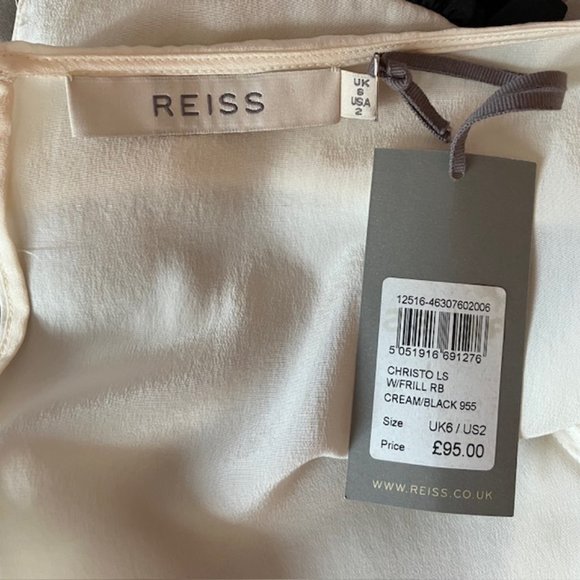 REISS
UK
6
USA
2
12516-46307602006
5 051916 691276
CHRISTO LS
W/FRILL RB
CREAM/BLACK 955
Size UK6 / US2
Price £95.00
WWW.REISS.CO.UK